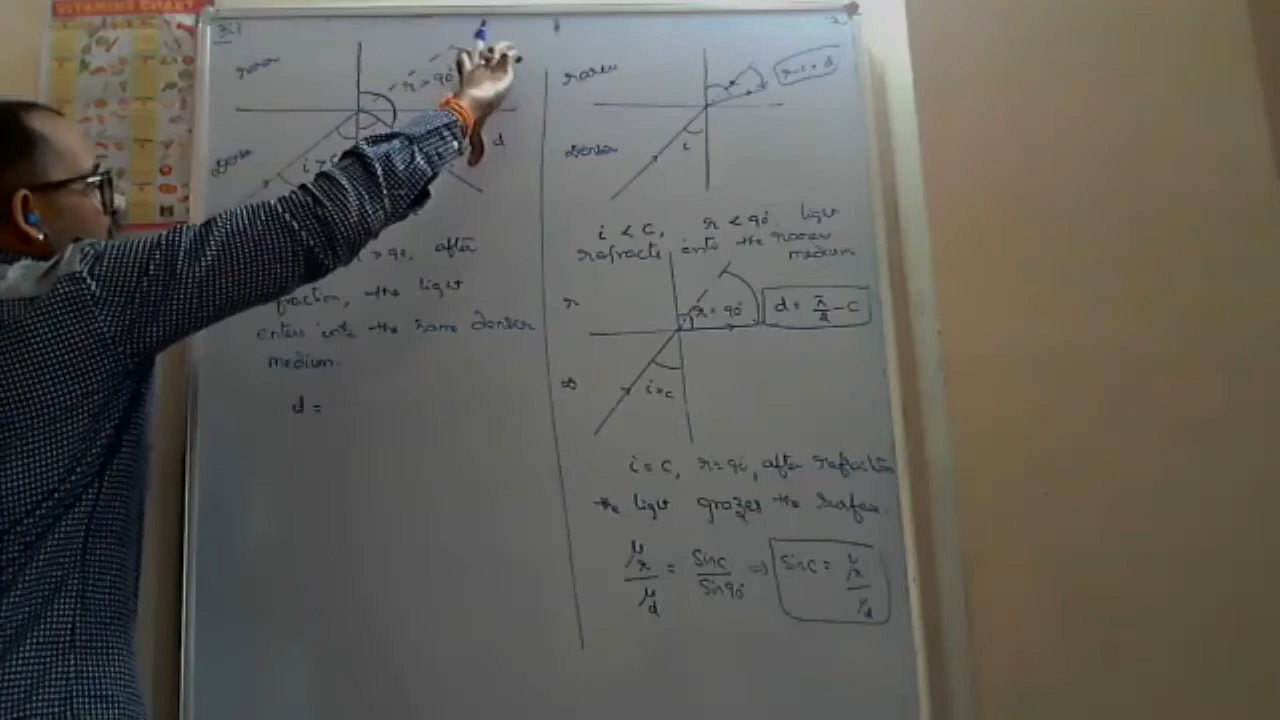 VITAMINS CHART
rarer
r > 90°
Denser
d
> 90, after
fraction, the light
enters into the same denser
medium.
d =
rarer
r-i = d
Denser
i
i < C, r < 90° light
refracts into the rarer
medium
r
r = 90°
d = π/2 - C
D
i=c
i = C, r = 90, after refraction
the light grazes the surface.
μr/μd = Sin C/Sin 90° => Sin C = μr/μd